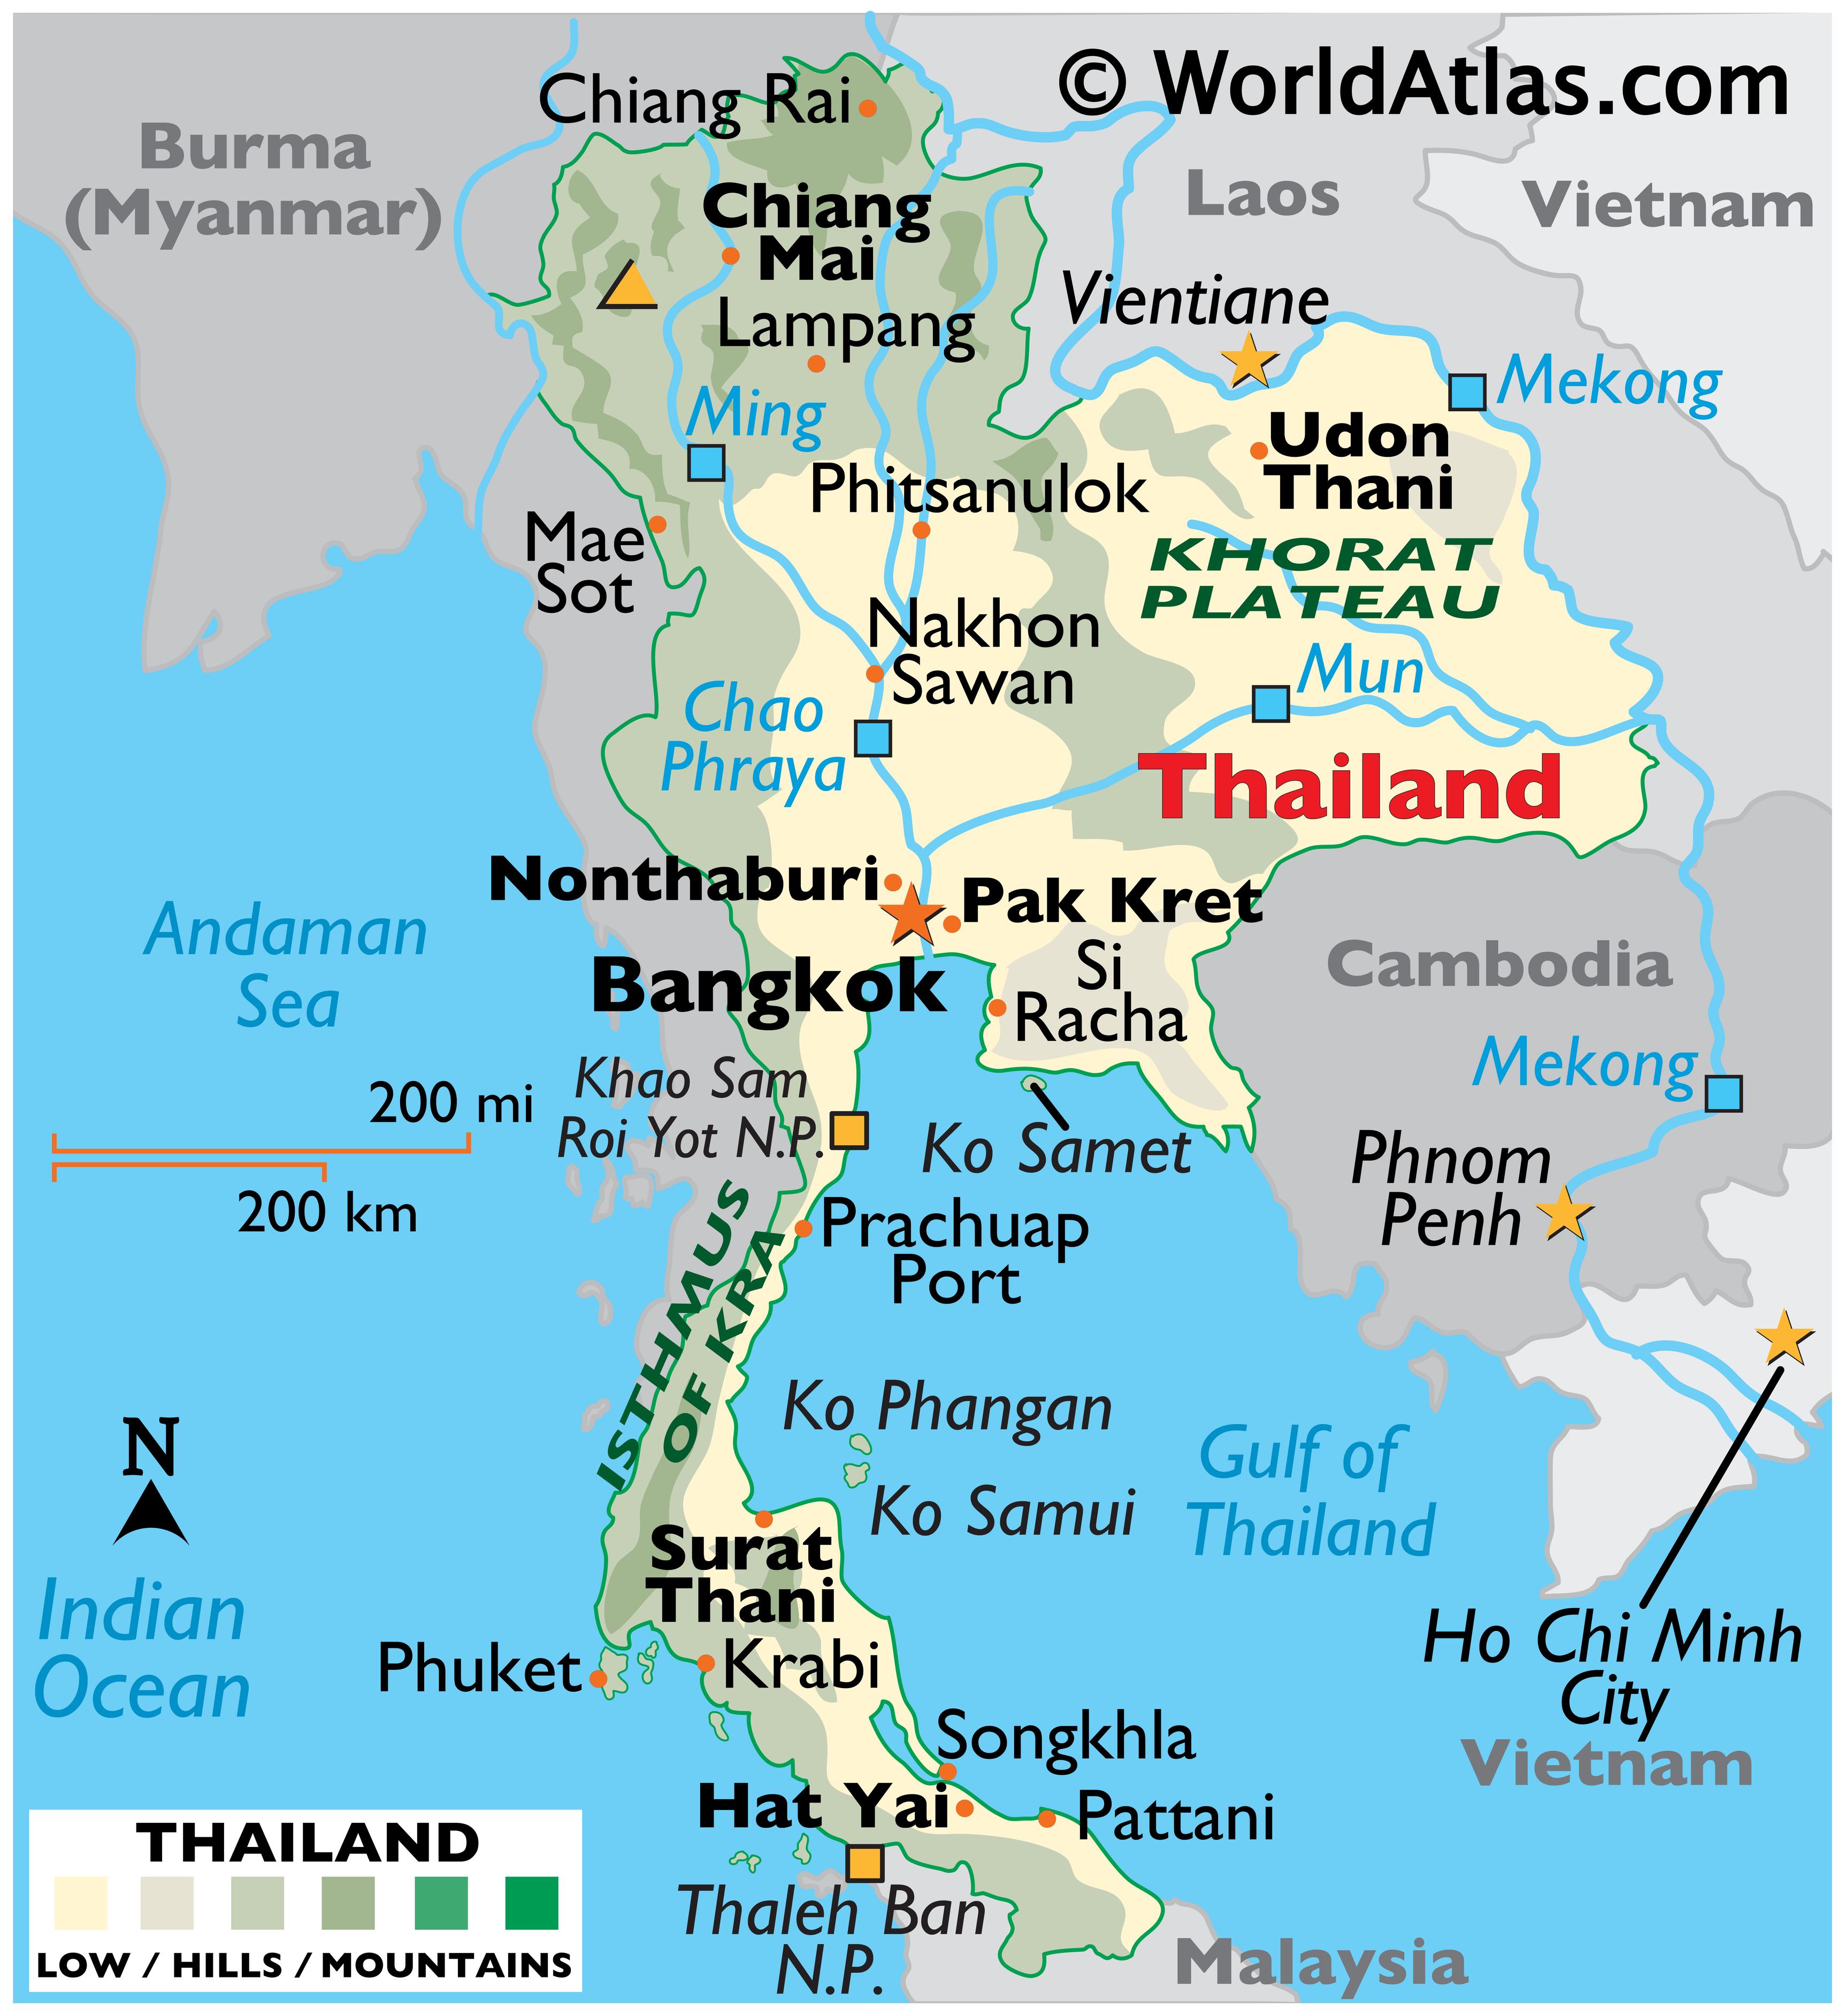 © WorldAtlas.com
Chiang Rai
Burma
(Myanmar)
Laos
Vietnam
Chiang
Mai
Vientiane
Lampang
Mekong
Ming
Udon
Thani
Phitsanulok
Mae
Sot
KHORAT
PLATEAU
Nakhon
Sawan
Mun
Chao
Phraya
Thailand
Nonthaburi
Pak Kret
Andaman
Sea
Bangkok
Si
Racha
Cambodia
Mekong
Khao Sam
Roi Yot N.P.
200 mi
200 km
Ko Samet
Phnom
Penh
Prachuap
Port
ISTHMUS
OF KRA
Ko Phangan
Ko Samui
Gulf of
Thailand
N
Indian
Ocean
Surat
Thani
Phuket
Krabi
Ho Chi Minh
City
Vietnam
Songkhla
Hat Yai
Pattani
Thaleh Ban
N.P.
Malaysia
THAILAND
LOW / HILLS / MOUNTAINS